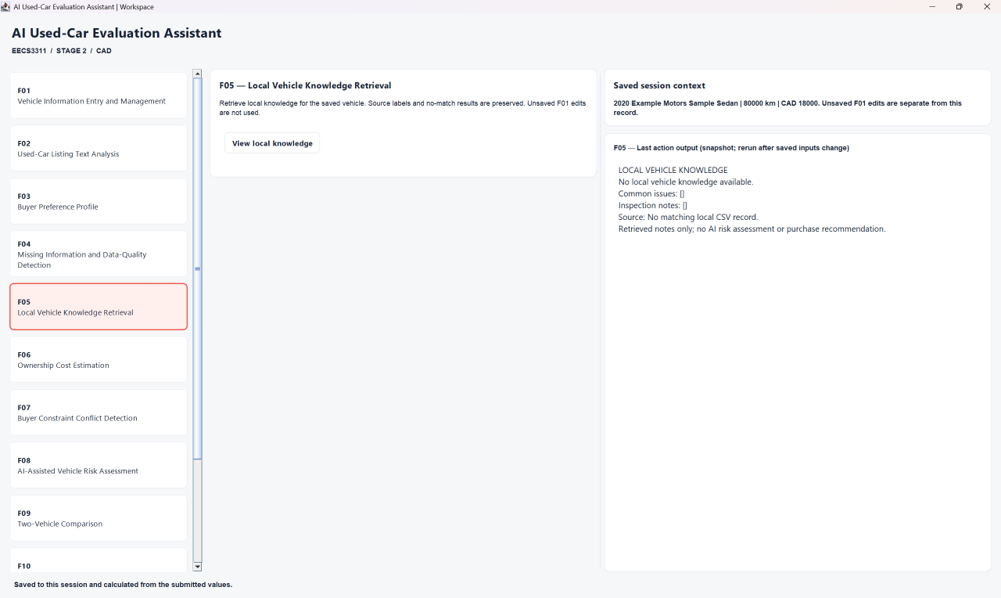 AI Used-Car Evaluation Assistant | Workspace
AI Used-Car Evaluation Assistant
EECS3311 / STAGE 2 / CAD
F01
Vehicle Information Entry and Management
F02
Used-Car Listing Text Analysis
F03
Buyer Preference Profile
F04
Missing Information and Data-Quality
Detection
F05
Local Vehicle Knowledge Retrieval
F06
Ownership Cost Estimation
F07
Buyer Constraint Conflict Detection
F08
AI-Assisted Vehicle Risk Assessment
F09
Two-Vehicle Comparison
F10
F05 — Local Vehicle Knowledge Retrieval
Retrieve local knowledge for the saved vehicle. Source labels and no-match results are preserved. Unsaved F01 edits
are not used.
View local knowledge
Saved session context
2020 Example Motors Sample Sedan | 80000 km | CAD 18000. Unsaved F01 edits are separate from this
record.
F05 — Last action output (snapshot; rerun after saved inputs change)
LOCAL VEHICLE KNOWLEDGE
No local vehicle knowledge available.
Common issues: []
Inspection notes: []
Source: No matching local CSV record.
Retrieved notes only; no AI risk assessment or purchase recommendation.
Saved to this session and calculated from the submitted values.